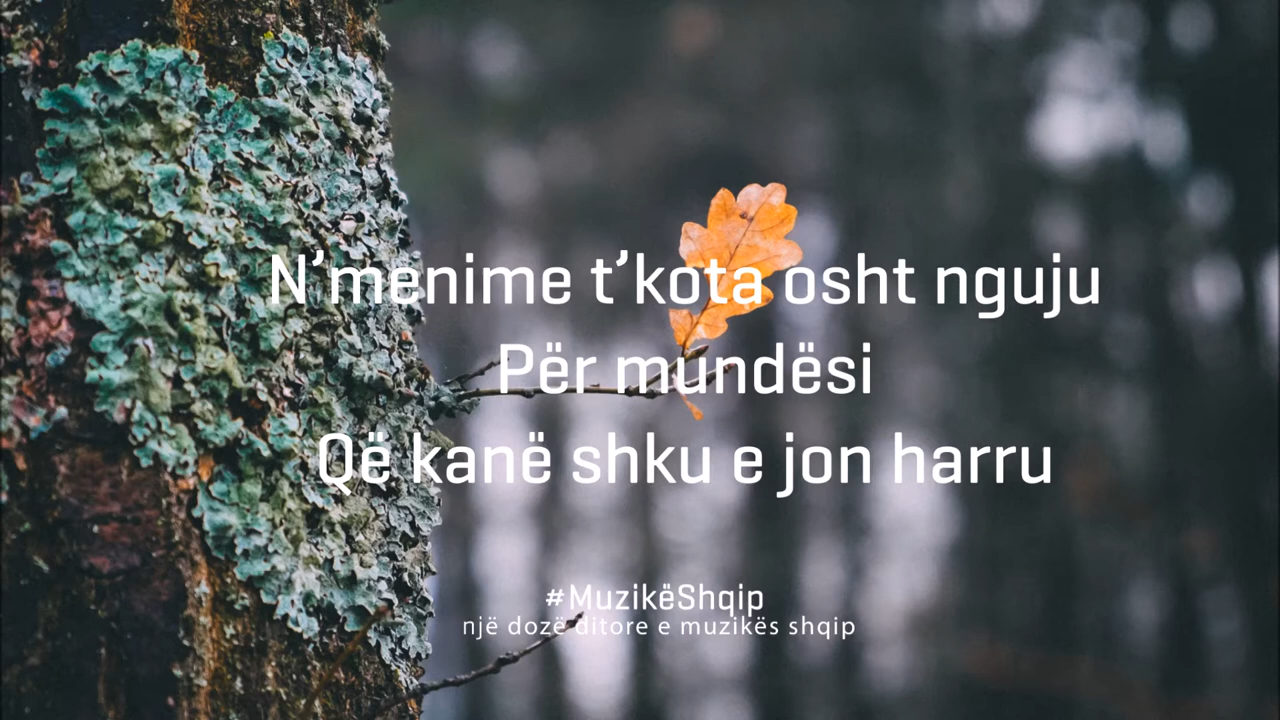 N’menime t’kota osht nguju
Për mundësi
Që kanë shku e jon harru
#MuzikëShqip
një dozë ditore e muzikës shqip